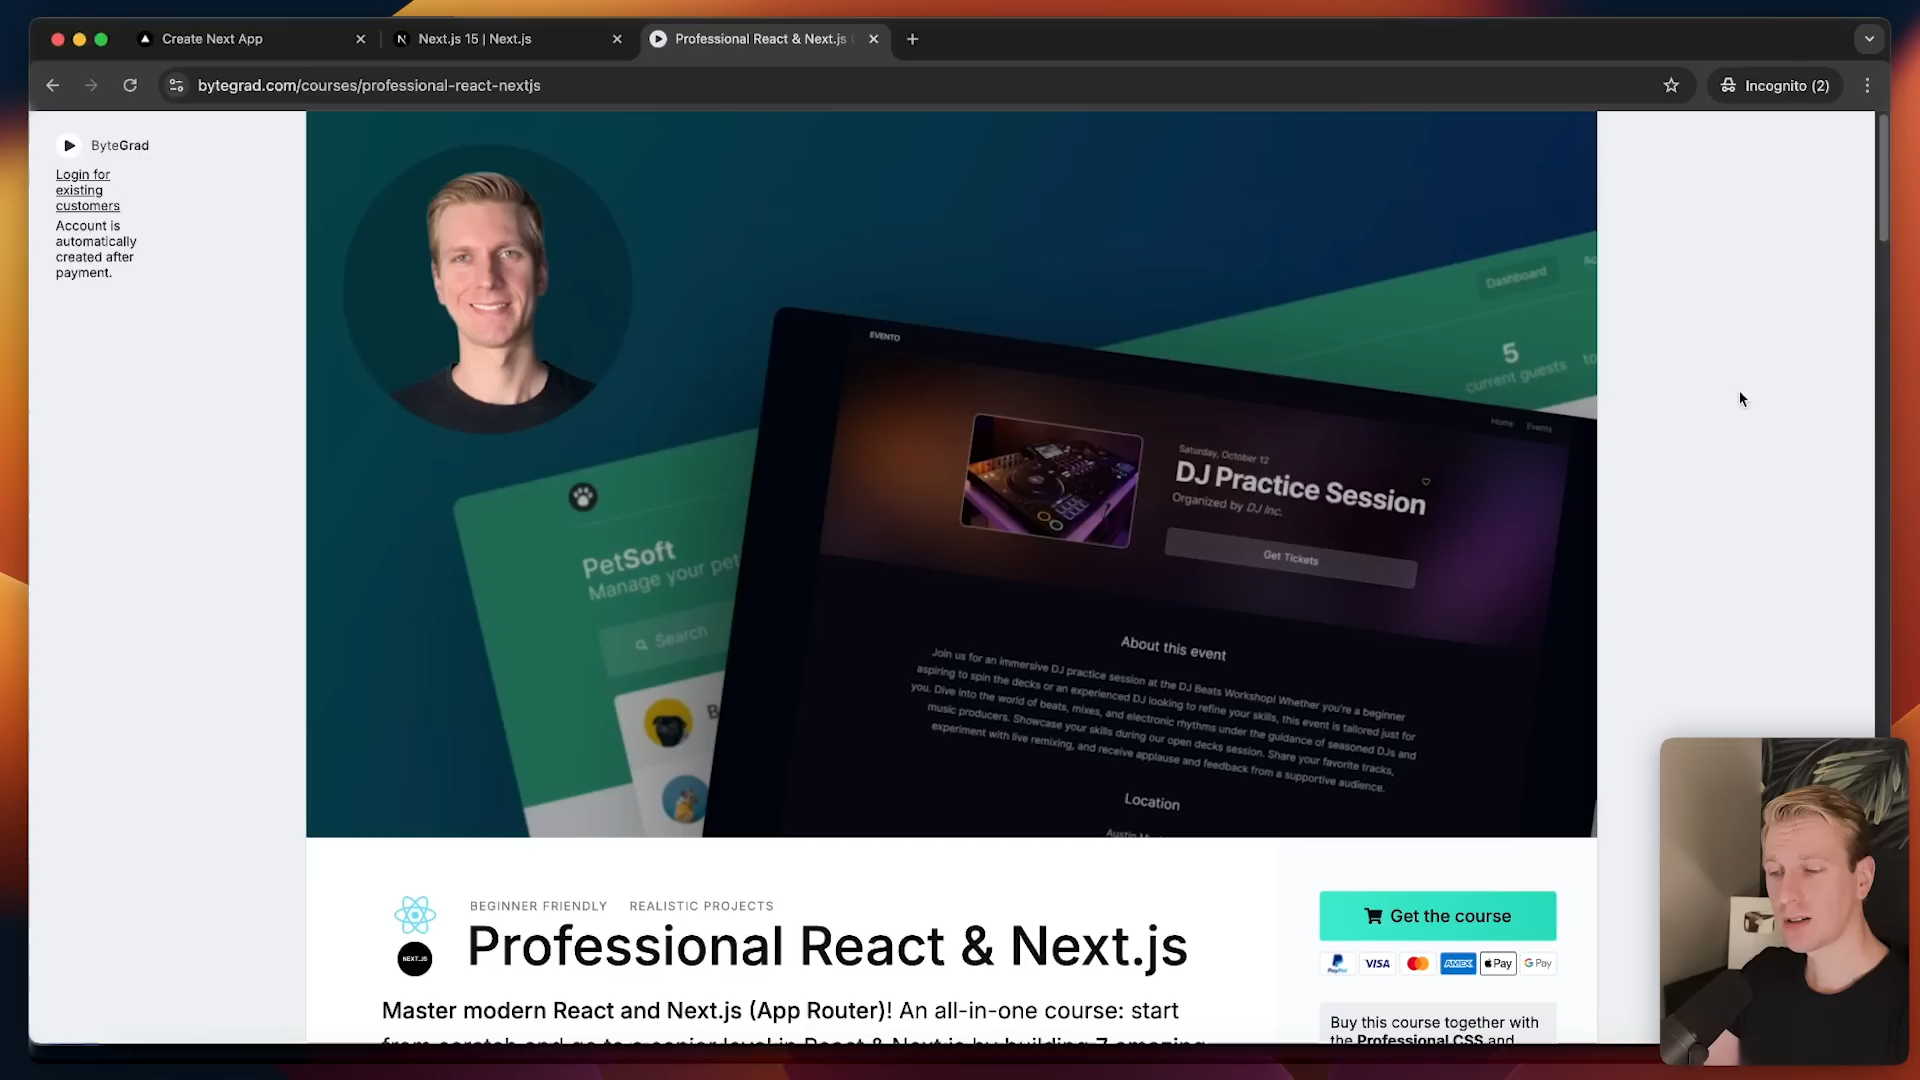 Create Next App
Next.js 15 | Next.js
Professional React & Next.js
bytegrad.com/courses/professional-react-nextjs
Incognito (2)
ByteGrad
Login for
existing
customers
Account is
automatically
created after
payment.
Dashboard
5
current guests
EVENTO
Home
Events
Saturday, October 12
DJ Practice Session
Organized by DJ Inc.
Get Tickets
PetSoft
Manage your pet
Search
About this event
Join us for an immersive DJ practice session at the DJ Beats Workshop! Whether you're a beginner
aspiring to spin the decks or an experienced DJ looking to refine your skills, this event is tailored just for
you. Dive into the world of beats, mixes, and electronic rhythms under the guidance of seasoned DJs and
music producers. Showcase your skills during our open decks session. Share your favorite tracks,
experiment with live remixing, and receive applause and feedback from a supportive audience.
Location
Austin
BEGINNER FRIENDLY
REALISTIC PROJECTS
NEXT.JS
Professional React & Next.js
Get the course
PayPal
VISA
AMEX
Pay
G Pay
Master modern React and Next.js (App Router)! An all-in-one course: start
from scratch and go to a senior level in React & Next.js by building 7 amazing
Buy this course together with
the Professional CSS and